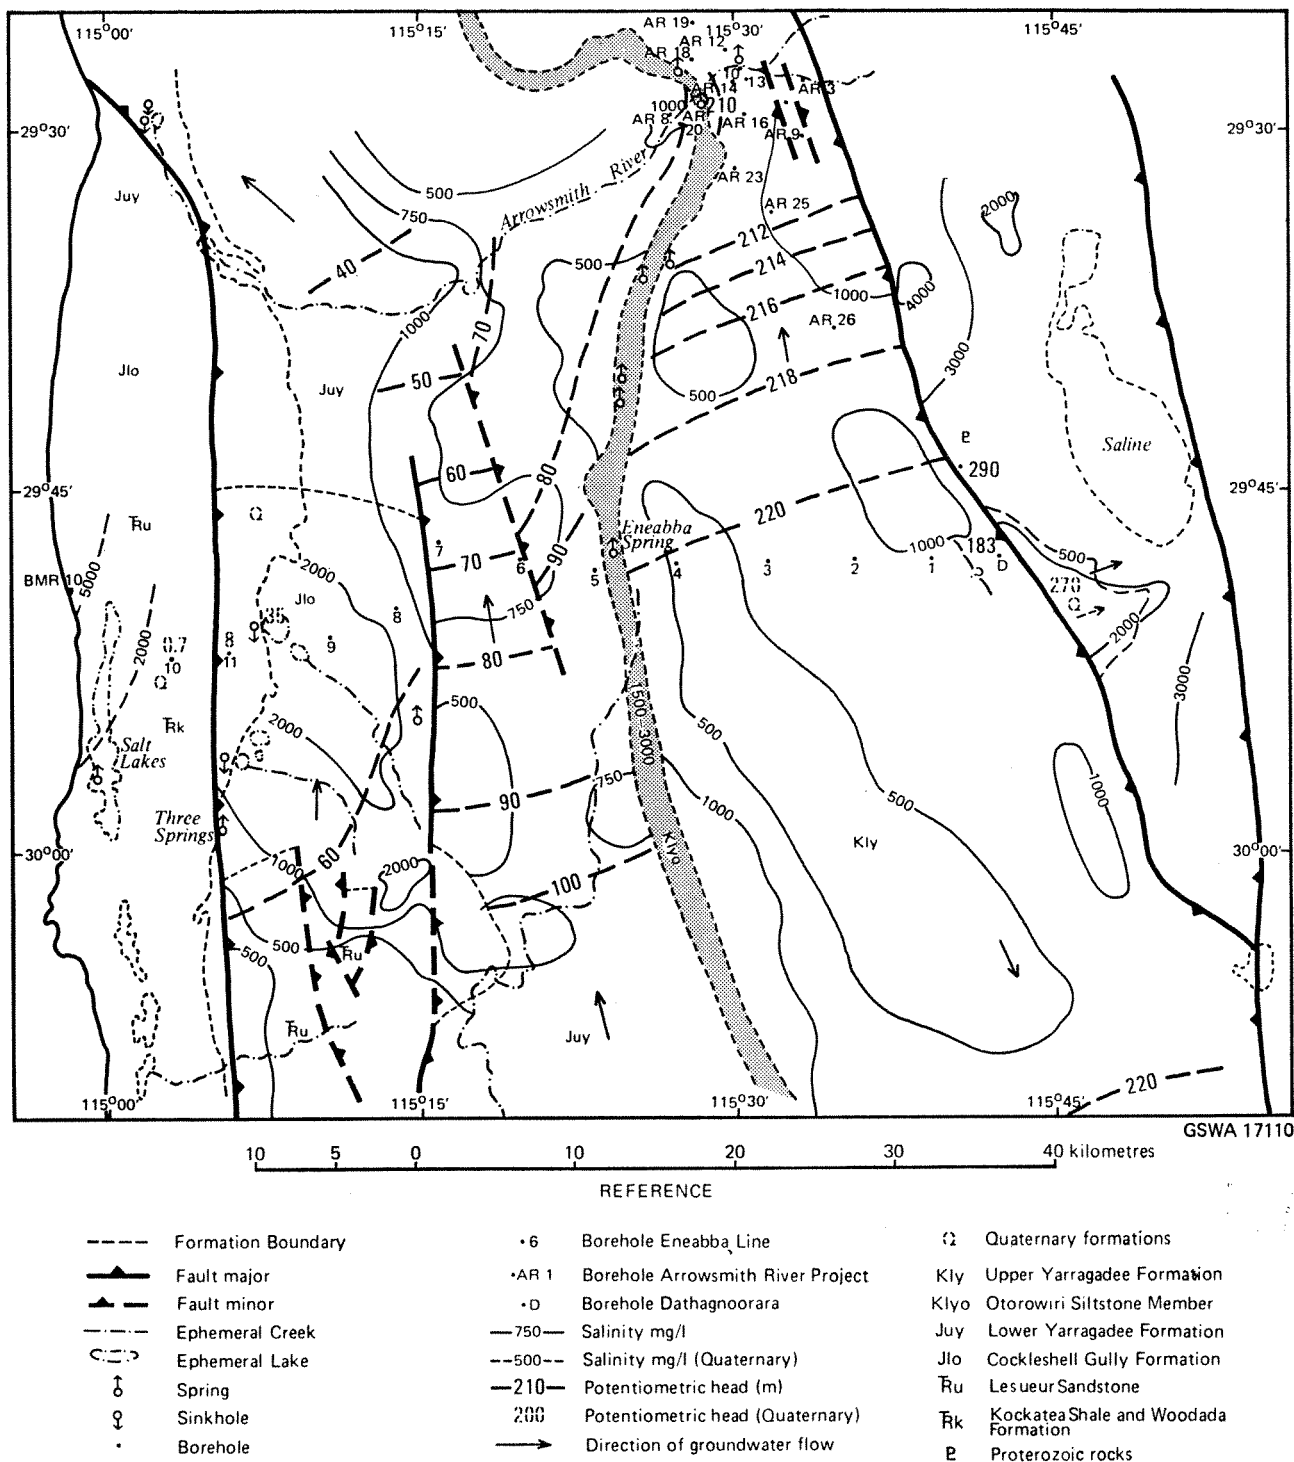 115°00'
115°15'
AR 19
115°30'
115°45'
AR 12
AR 18
10
13
AR 14
AR 3
1000
210
AR 8
AR 20
AR 16
AR 9
29°30'
29°30'
River
AR 23
Juy
500
Arrowsmith
2000
AR 25
750
212
40
500
214
1000
4000
216
1000
AR 26
70
3000
Jlo
Juy
50
500
218
P
Saline
60
80
290
29°45'
29°45'
Q
220
Ru
Eneabba
Spring
7
1000
183
500
90
2000
70
6
BMR 10
5000
5
4
3
2
1
D
270
Q
Jlo
8
750
35
2000
0.7
8
9
2000
10
11
80
Q
3000
1500-3000
500
500
Rk
2000
Salt
Lakes
750
1000
500
1000
90
Three
Springs
Klyo
Kly
30°00'
30°00'
60
1000
2000
100
500
500
Ru
Ru
Juy
220
115°00'
115°15'
115°30'
115°45'
GSWA 17110
10 5 0 10 20 30 40 kilometres
REFERENCE
Formation Boundary
Fault major
Fault minor
Ephemeral Creek
Ephemeral Lake
Spring
Sinkhole
Borehole
6 Borehole Eneabba Line
AR 1 Borehole Arrowsmith River Project
D Borehole Dathagnoorara
750 Salinity mg/l
500 Salinity mg/l (Quaternary)
210 Potentiometric head (m)
200 Potentiometric head (Quaternary)
Direction of groundwater flow
Q Quaternary formations
Kly Upper Yarragadee Formation
Klyo Otorowiri Siltstone Member
Juy Lower Yarragadee Formation
Jlo Cockleshell Gully Formation
Ru Lesueur Sandstone
Rk Kockatea Shale and Woodada
Formation
P Proterozoic rocks